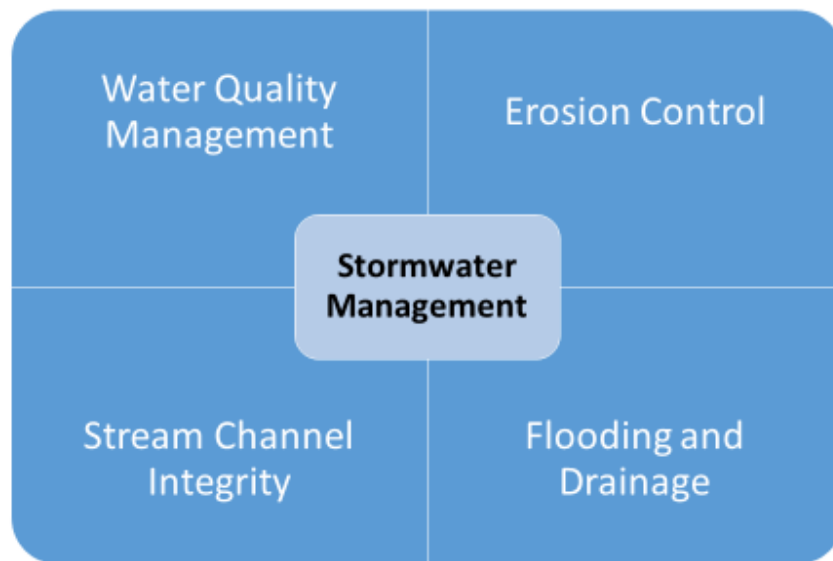 Water Quality
Management
Erosion Control
Stormwater
Management
Stream Channel
Integrity
Flooding and
Drainage